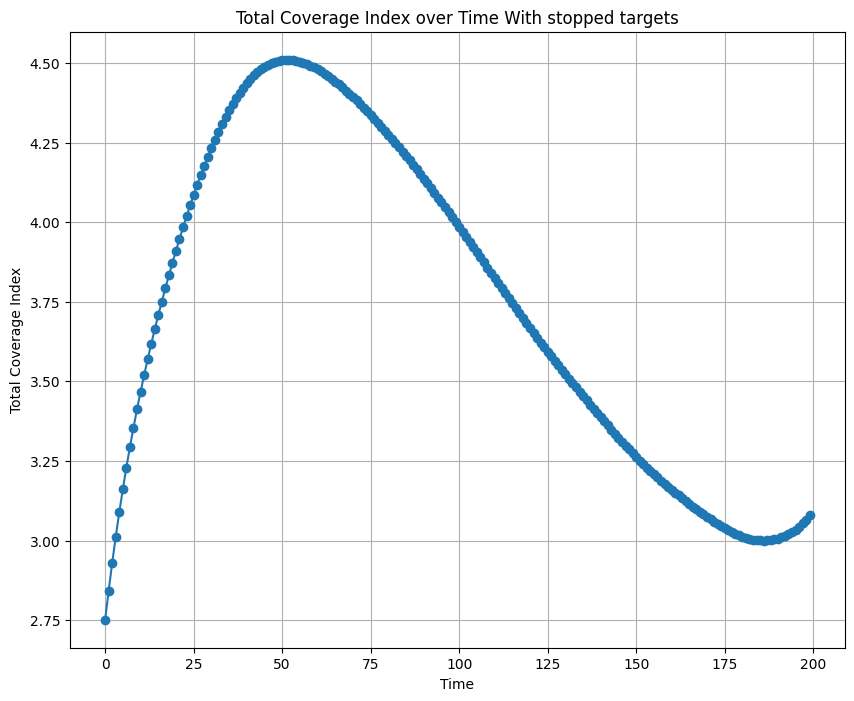 Total Coverage Index over Time With stopped targets
Total Coverage Index
4.50
4.25
4.00
3.75
3.50
3.25
3.00
2.75
0 25 50 75 100 125 150 175 200
Time